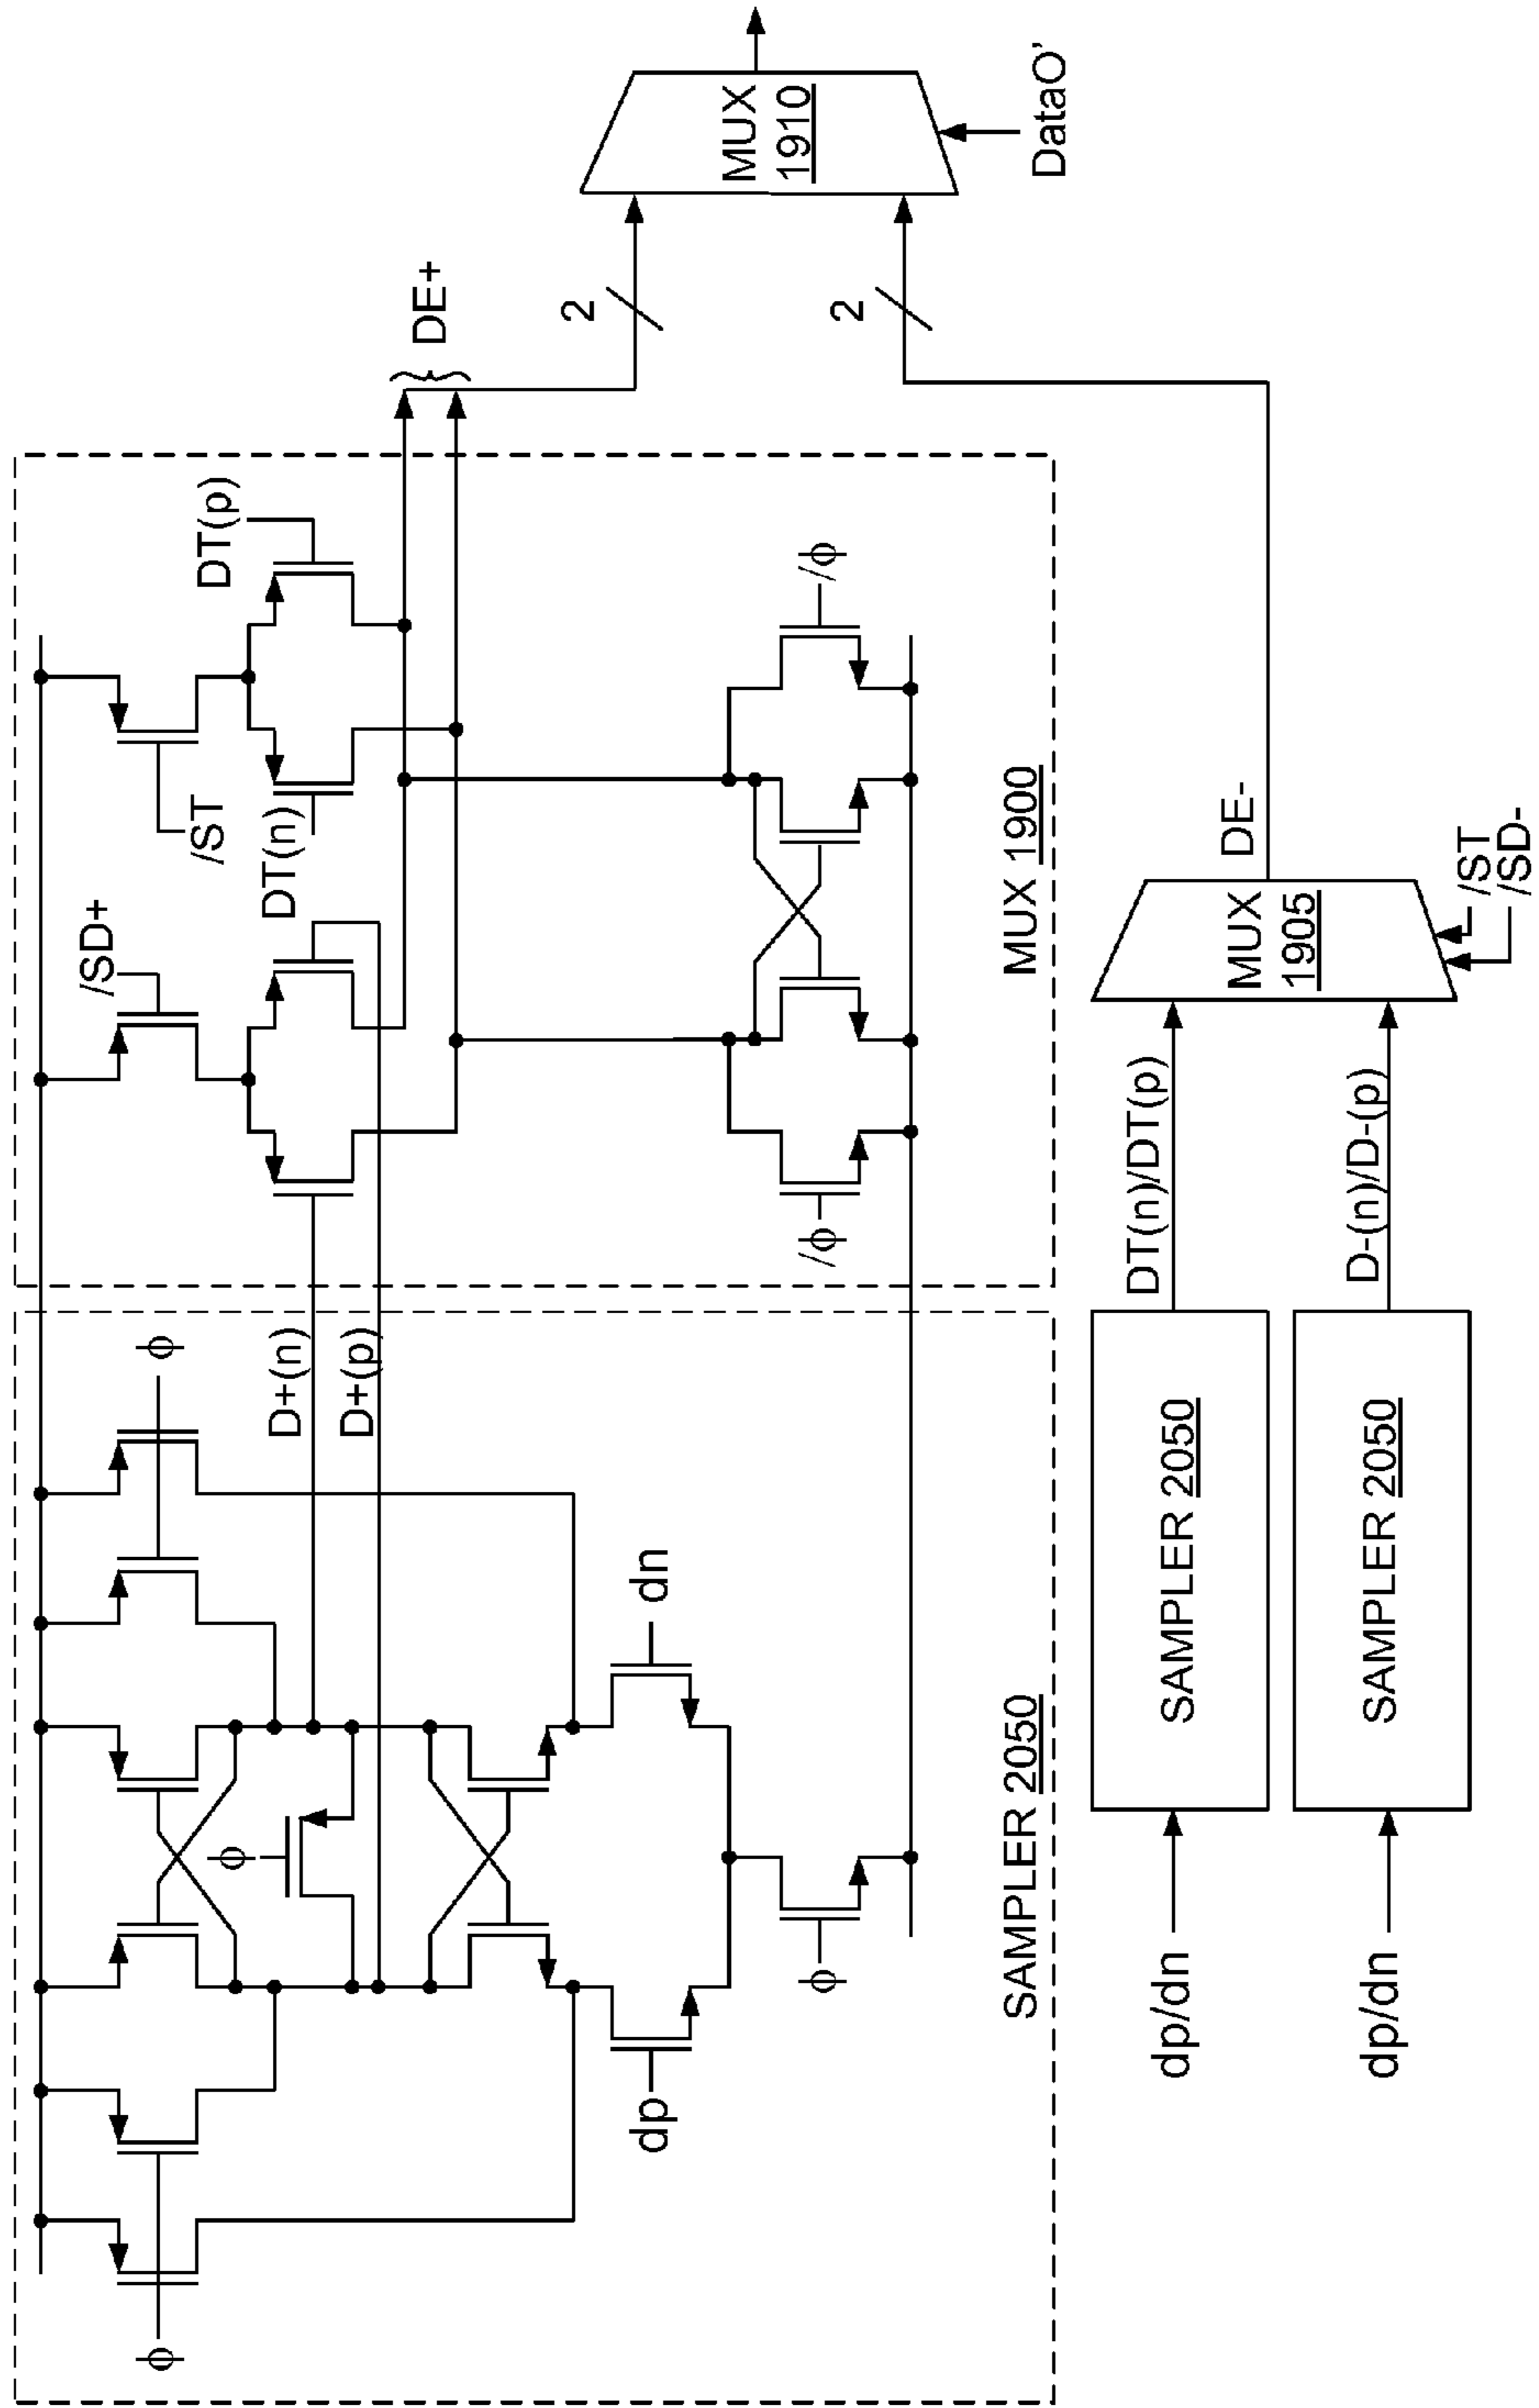 ϕ
ϕ
ϕ
dp
dn
ϕ
SAMPLER 2050
D+(n)
D+(p)
/SD+
/ST
DT(n)
DT(p)
/ϕ
/ϕ
MUX 1900
DE+
2
2
MUX
1910
DataO'
dp/dn
SAMPLER 2050
DT(n)/DT(p)
dp/dn
SAMPLER 2050
D-(n)/D-(p)
MUX
1905
DE-
/ST
/SD-